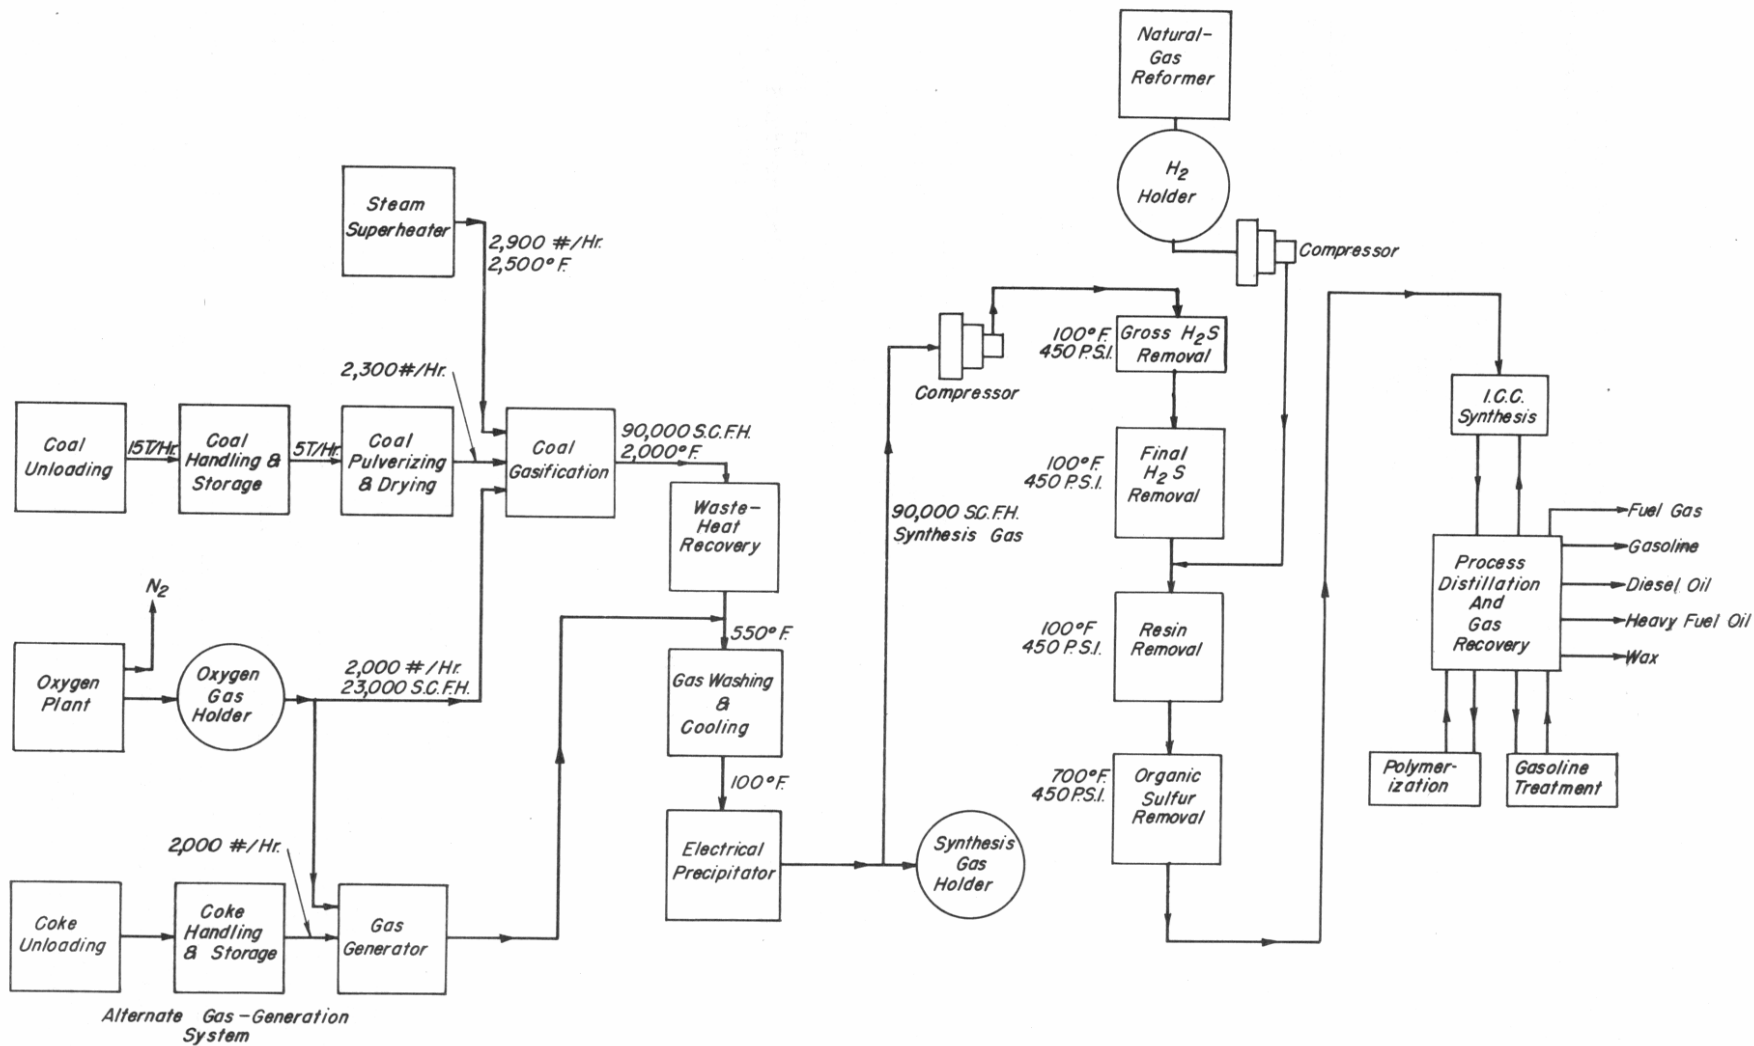 Natural-
Gas
Reformer
H2
Holder
Compressor
Steam
Superheater
2,900 #/Hr.
2,500°F.
2,300#/Hr.
Coal
Unloading
15T/Hr.
Coal
Handling &
Storage
5T/Hr.
Coal
Pulverizing
& Drying
Coal
Gasification
90,000 S.C.F.H.
2,000°F.
Waste-
Heat
Recovery
550°F.
Gas Washing
&
Cooling
100°F.
Electrical
Precipitator
N2
Oxygen
Plant
Oxygen
Gas
Holder
2,000 #/Hr.
23,000 S.C.F.H.
2,000 #/Hr.
Coke
Unloading
Coke
Handling
& Storage
Gas
Generator
Alternate Gas-Generation
System
Compressor
90,000 S.C.F.H.
Synthesis Gas
Synthesis
Gas
Holder
100°F.
450 P.S.I.
Gross H2S
Removal
100°F.
450 P.S.I.
Final
H2S
Removal
100°F
450 P.S.I.
Resin
Removal
700°F.
450 P.S.I.
Organic
Sulfur
Removal
I.C.C.
Synthesis
Process
Distillation
And
Gas
Recovery
Fuel Gas
Gasoline
Diesel Oil
Heavy Fuel Oil
Wax
Polymer-
ization
Gasoline
Treatment